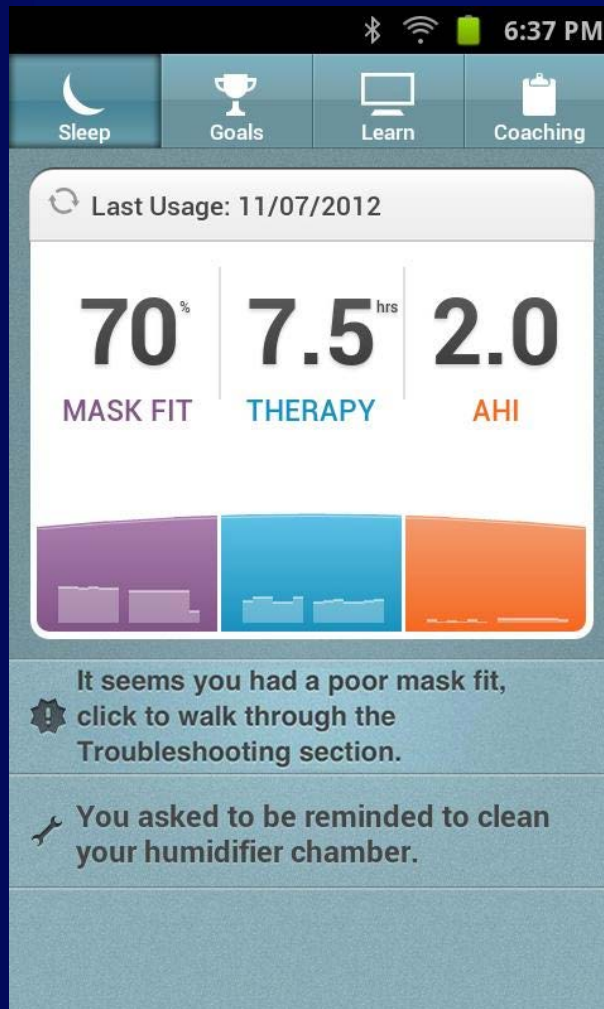 6:37 PM
Sleep Goals Learn Coaching
Last Usage: 11/07/2012
70% 7.5hrs 2.0
MASK FIT THERAPY AHI
It seems you had a poor mask fit,
click to walk through the
Troubleshooting section.
You asked to be reminded to clean
your humidifier chamber.